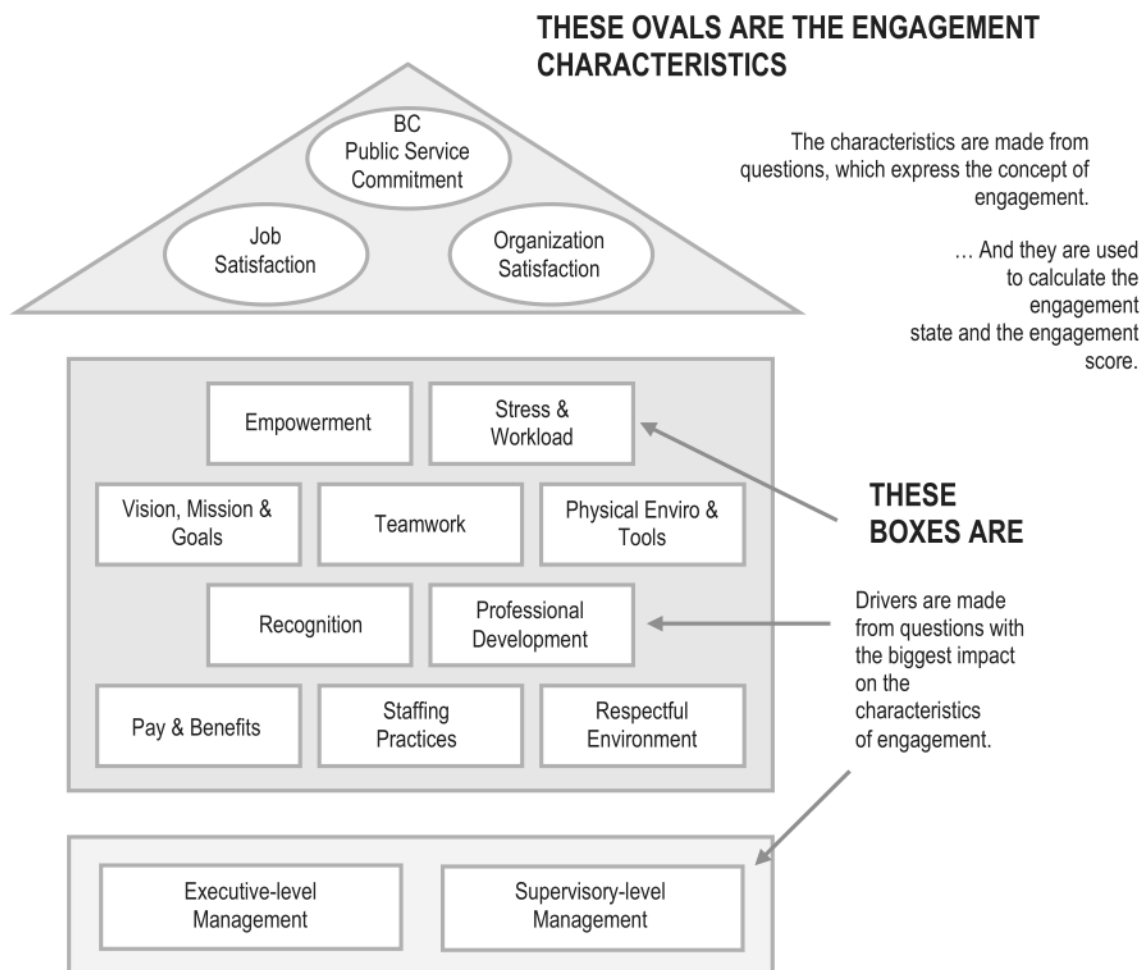 THESE OVALS ARE THE ENGAGEMENT
CHARACTERISTICS
BC
Public Service
Commitment
Job
Satisfaction
Organization
Satisfaction
The characteristics are made from
questions, which express the concept of
engagement.
… And they are used
to calculate the
engagement
state and the engagement
score.
Empowerment
Stress &
Workload
Vision, Mission &
Goals
Teamwork
Physical Enviro &
Tools
Recognition
Professional
Development
Pay & Benefits
Staffing
Practices
Respectful
Environment
THESE
BOXES ARE
Drivers are made
from questions with
the biggest impact
on the
characteristics
of engagement.
Executive-level
Management
Supervisory-level
Management